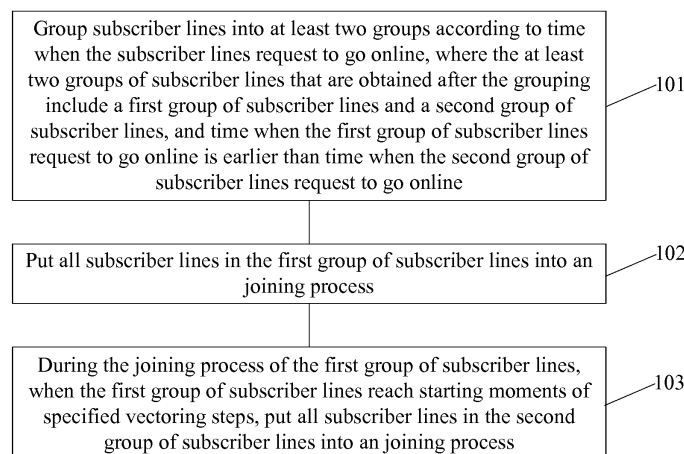 Group subscriber lines into at least two groups according to time
when the subscriber lines request to go online, where the at least
two groups of subscriber lines that are obtained after the grouping
include a first group of subscriber lines and a second group of
subscriber lines, and time when the first group of subscriber lines
request to go online is earlier than time when the second group of
subscriber lines request to go online
101
Put all subscriber lines in the first group of subscriber lines into an
joining process
102
During the joining process of the first group of subscriber lines,
when the first group of subscriber lines reach starting moments of
specified vectoring steps, put all subscriber lines in the second
group of subscriber lines into an joining process
103